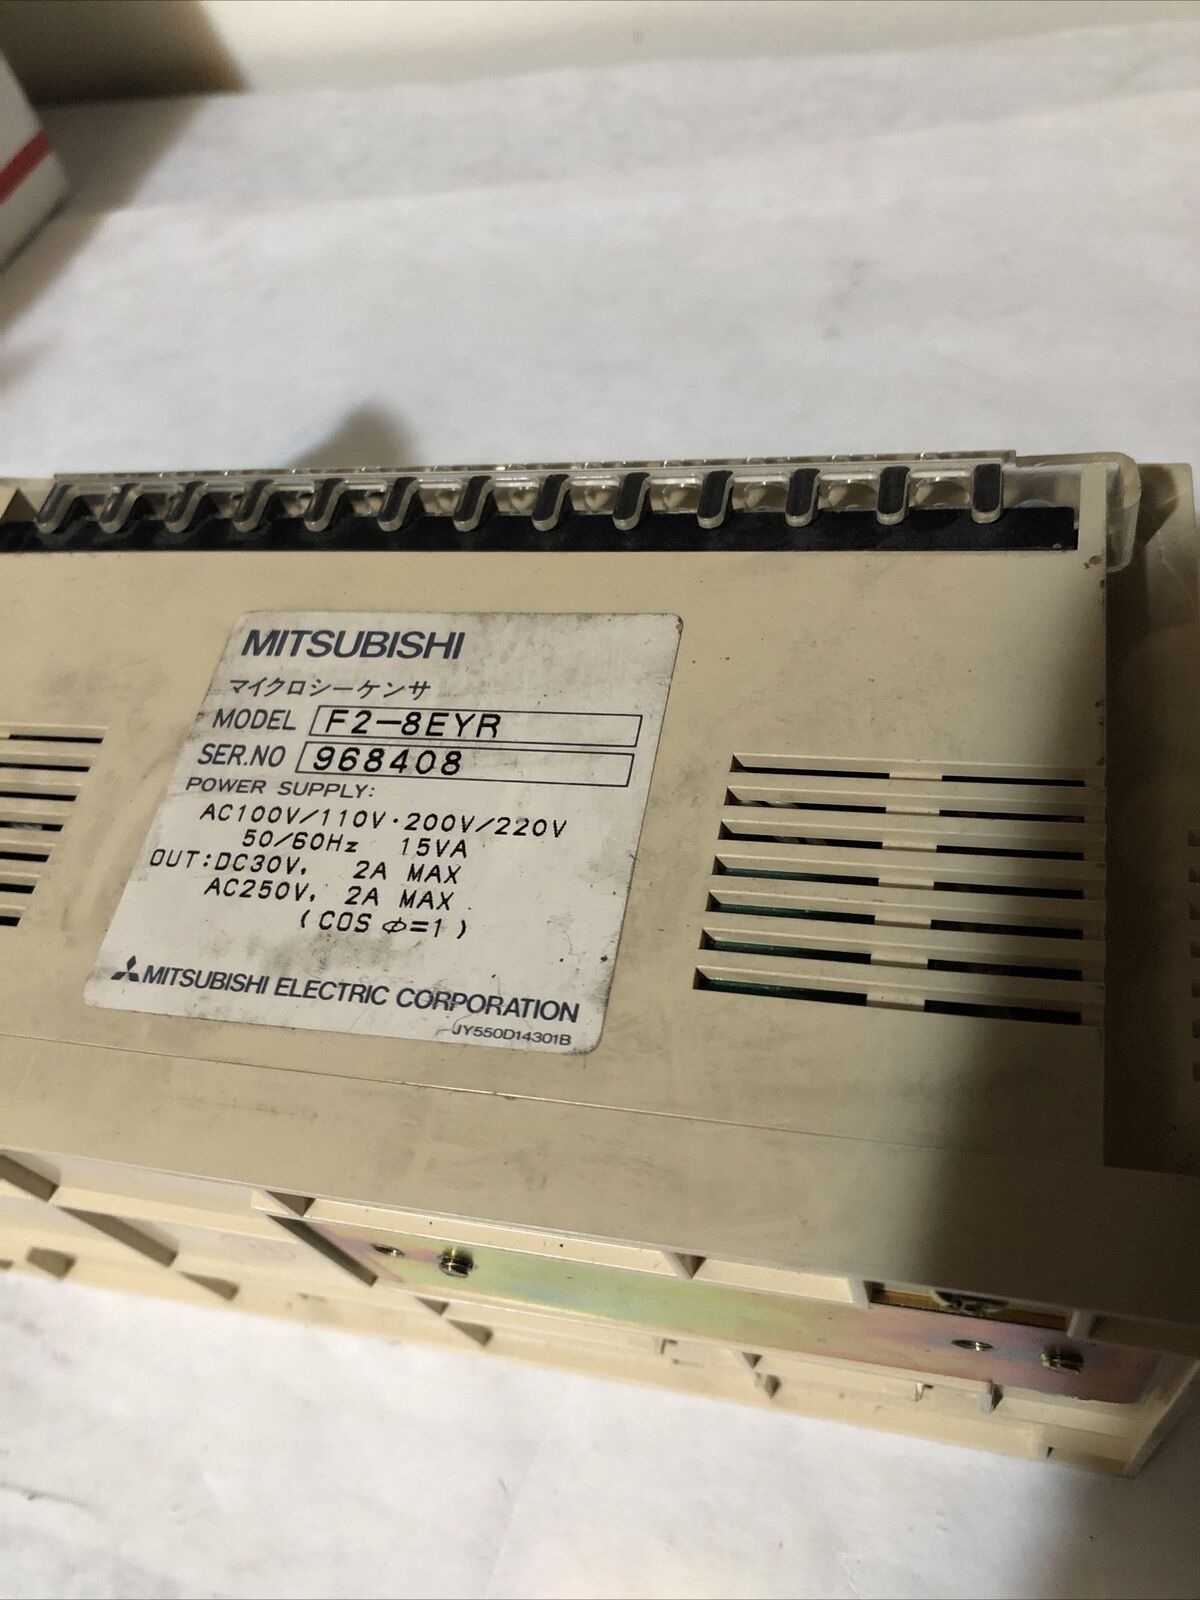 MITSUBISHI
マイクロシーケンサ
MODEL F2-8EYR
SER.NO 968408
POWER SUPPLY:
AC100V/110V·200V/220V
50/60Hz 15VA
OUT:DC30V, 2A MAX
AC250V, 2A MAX
(COS Φ=1)
MITSUBISHI ELECTRIC CORPORATION
JY550D14301B